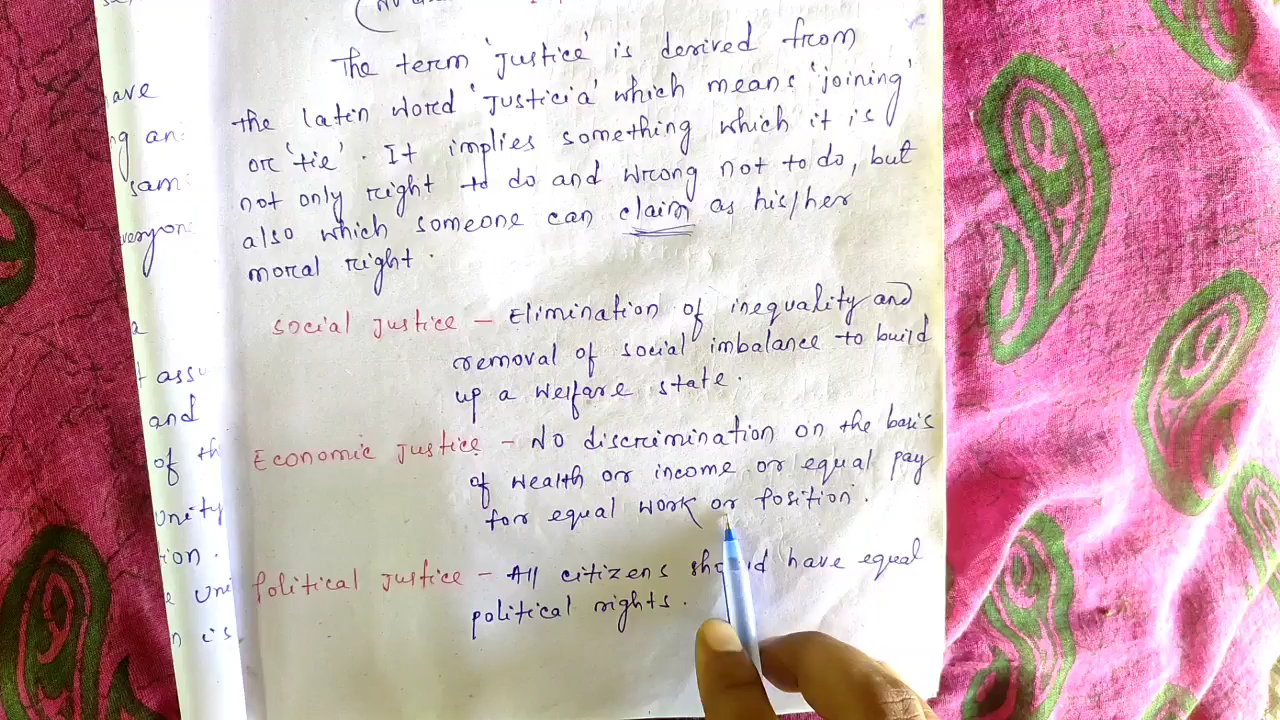 ave
ng an
sam
veryon
a
assu
and
of th
unity
ion.
uni
n is
The term 'Justice' is derived from
the latin word 'Justicia' which means 'joining'
or 'tie'. It implies something which it is
not only right to do and wrong not to do, but
also which someone can claim as his/her
moral right.
Social Justice - Elimination of inequality and
removal of social imbalance to build
up a welfare state.
Economic Justice - No discrimination on the basis
of wealth or income or equal pay
for equal work or position.
Political Justice - All citizens should have equal
political rights.